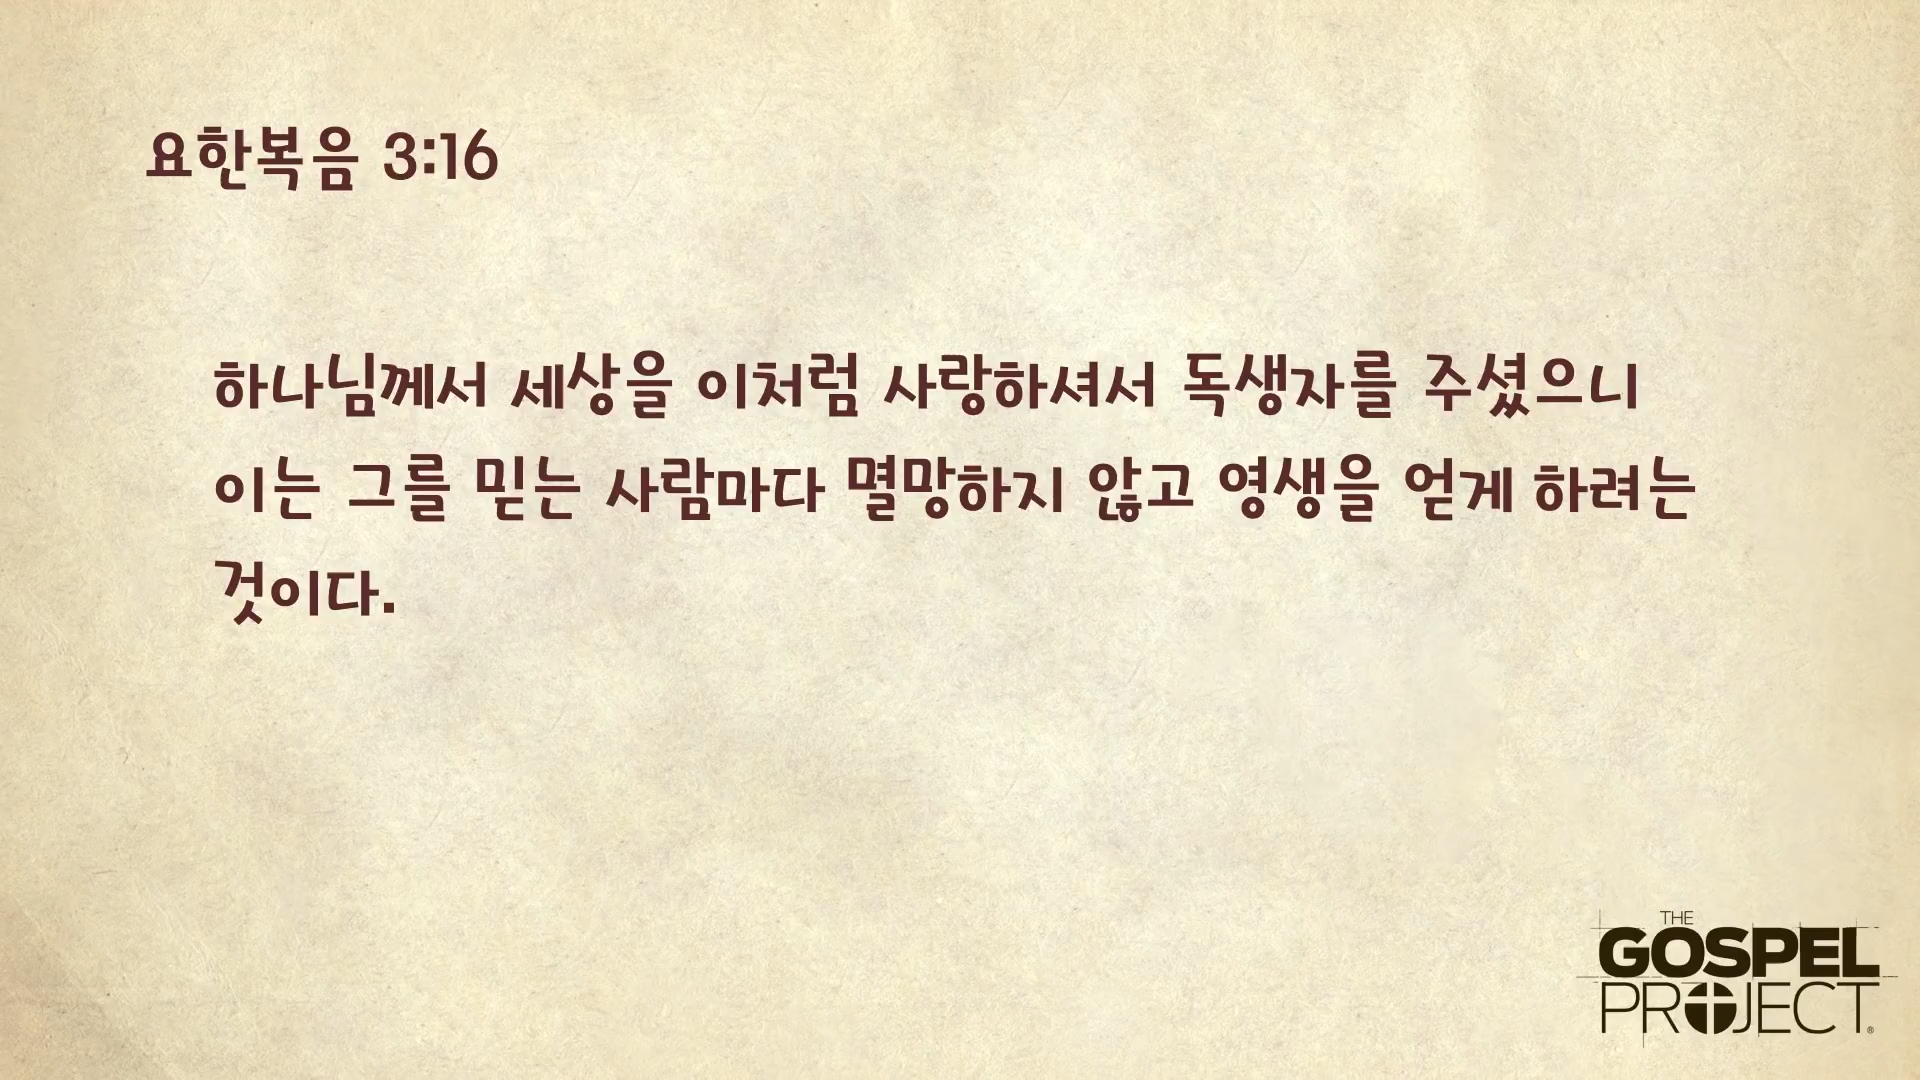 요한복음 3:16
하나님께서 세상을 이처럼 사랑하셔서 독생자를 주셨으니
이는 그를 믿는 사람마다 멸망하지 않고 영생을 얻게 하려는
것이다.
THE
GOSPEL
PROJECT®